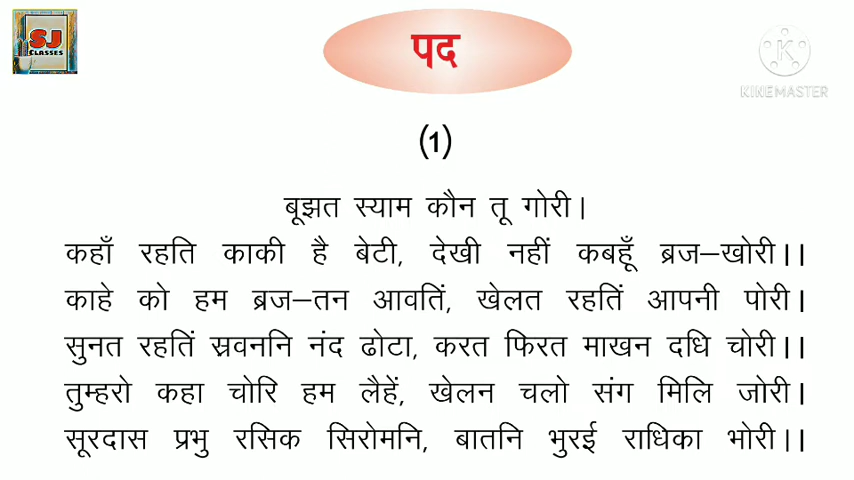 SJ
CLASSES
पद
KINEMASTER
(1)
बूझत स्याम कौन तू गोरी।
कहाँ रहति काकी है बेटी, देखी नहीं कबहूँ ब्रज–खोरी।।
काहे को हम ब्रज–तन आवतिं, खेलत रहतिं आपनी पोरी।
सुनत रहतिं स्रवननि नंद ढोटा, करत फिरत माखन दधि चोरी।।
तुम्हरो कहा चोरि हम लैहें, खेलन चलो संग मिलि जोरी।
सूरदास प्रभु रसिक सिरोमनि, बातनि भुरई राधिका भोरी।।